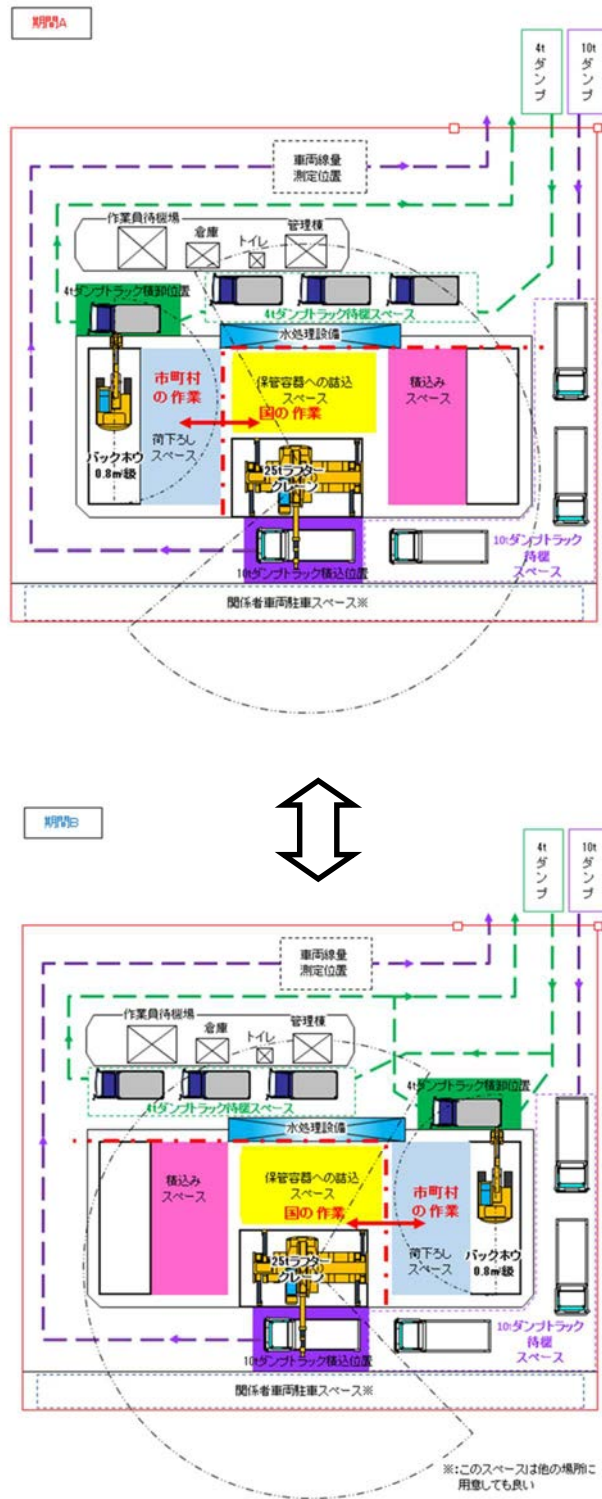 期間A
4t
ダンプ
10t
ダンプ
車両線量
測定位置
作業員待機場
倉庫
トイレ
管理棟
4tダンプトラック積卸位置
4tダンプトラック待機スペース
水処理設備
市町村
の作業
保管容器への詰込
スペース
国の作業
積込み
スペース
荷下ろし
スペース
バックホウ
0.8m³級
25tラフター
クレーン
10tダンプトラック
待機
スペース
10tダンプトラック積込位置
関係者車両駐車スペース※
期間B
4t
ダンプ
10t
ダンプ
車両線量
測定位置
作業員待機場
倉庫
トイレ
管理棟
4tダンプトラック積卸位置
4tダンプトラック待機スペース
水処理設備
積込み
スペース
保管容器への詰込
スペース
国の作業
市町村
の作業
荷下ろし
スペース
バックホウ
0.8m³級
25tラフター
クレーン
10tダンプトラック
待機
スペース
10tダンプトラック積込位置
関係者車両駐車スペース※
※:このスペースは他の場所に
用意しても良い